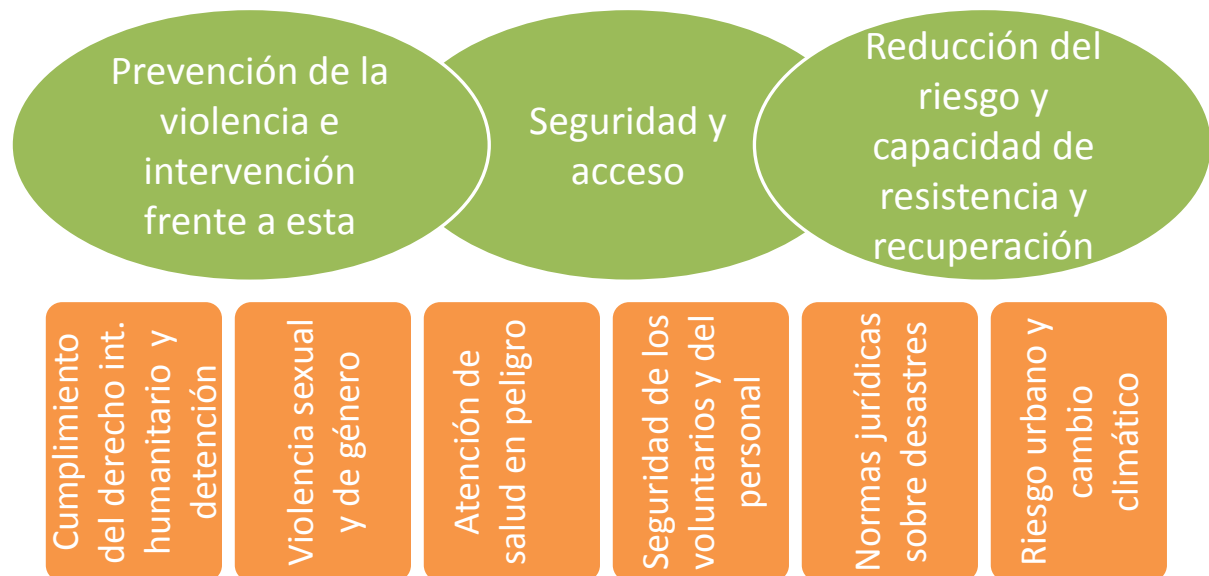 Prevención de la
violencia e
intervención
frente a esta
Seguridad y
acceso
Reducción del
riesgo y
capacidad de
resistencia y
recuperación
Cumplimiento
del derecho int.
humanitario y
detención
Violencia sexual
y de género
Atención de
salud en peligro
Seguridad de los
voluntarios y del
personal
Normas jurídicas
sobre desastres
Riesgo urbano y
cambio
climático